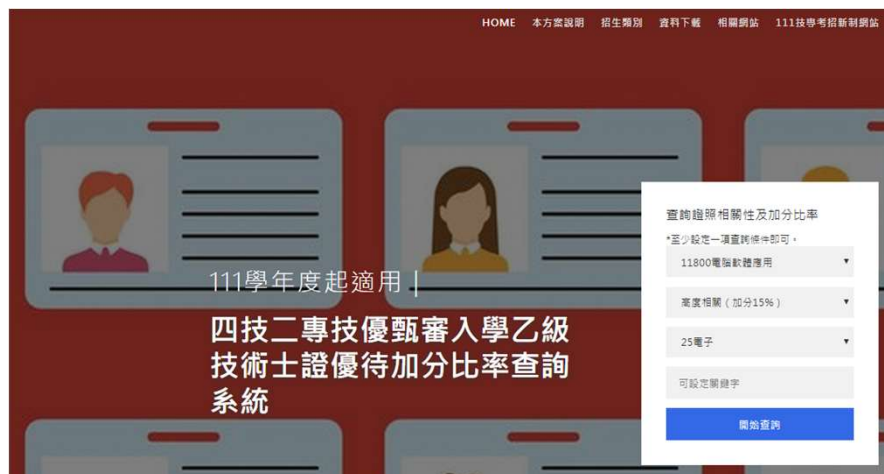 HOME 本方案說明 招生類別 資料下載 相關網站 111技專考招新制網站
111學年度起適用 |
四技二專技優甄審入學乙級
技術士證優待加分比率查詢
系統
查詢證照相關性及加分比率
*至少設定一項查詢條件即可。
11800電腦軟體應用
高度相關（加分15%）
25電子
可設定關鍵字
開始查詢